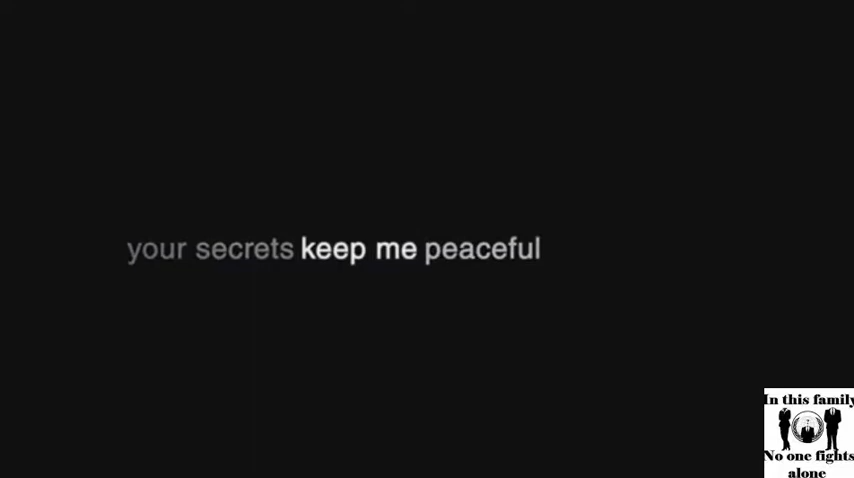 your secrets keep me peaceful
In this family
No one fights
alone